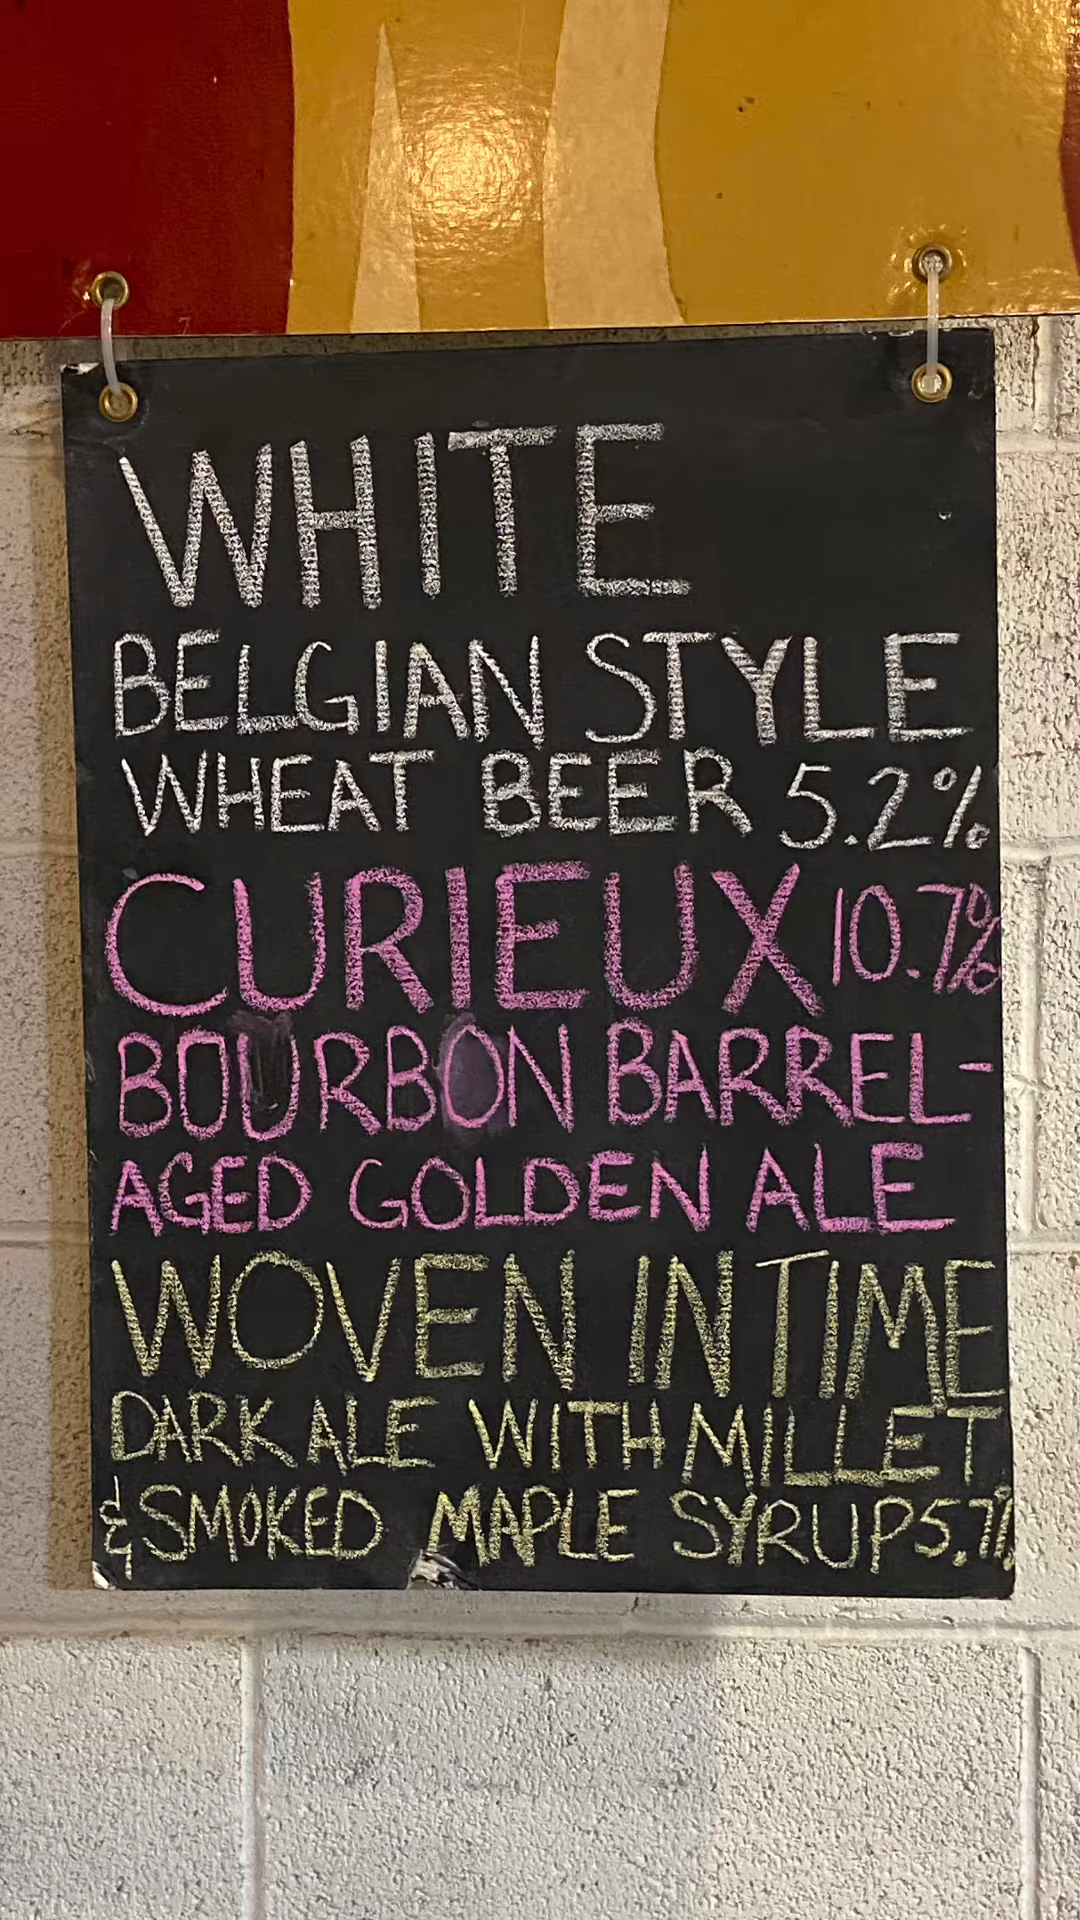 WHITE
BELGIAN STYLE
WHEAT BEER 5.2%
CURIEUX 10.7%
BOURBON BARREL-
AGED GOLDEN ALE
WOVEN IN TIME
DARK ALE WITH MILLET
& SMOKED MAPLE SYRUP 5.7%